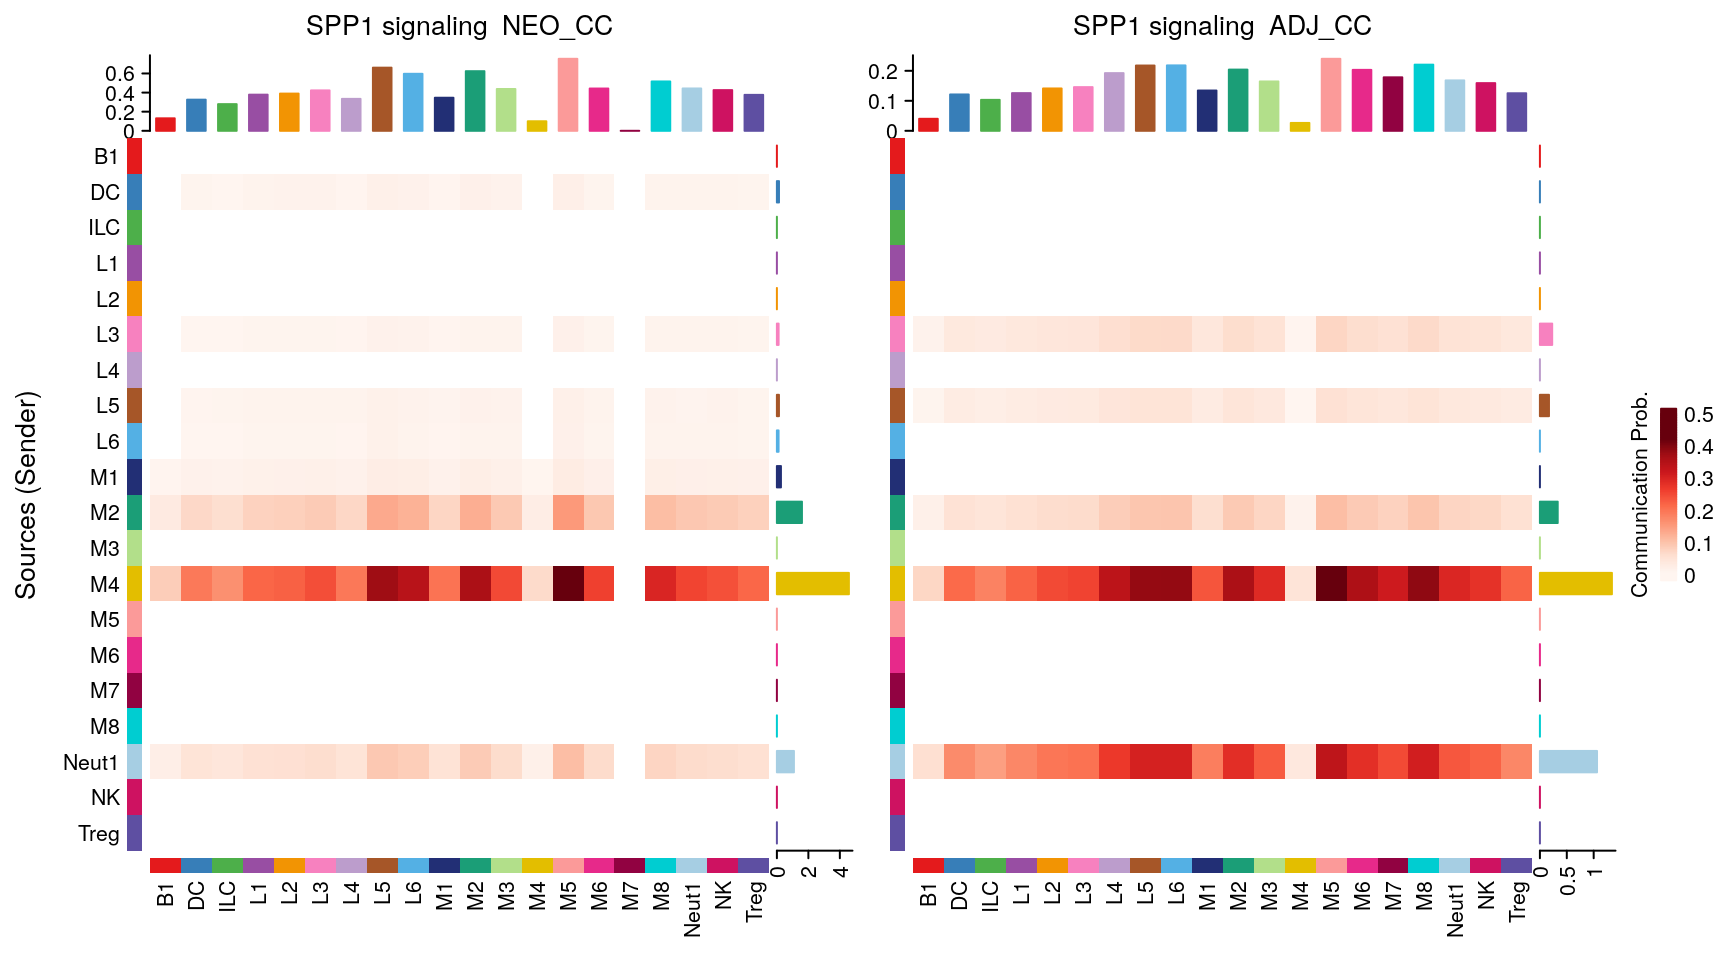 SPP1 signaling  NEO_CC
SPP1 signaling  ADJ_CC
0.6
0.4
0.2
0
0.2
0.1
0
B1
DC
ILC
L1
L2
L3
L4
L5
L6
M1
M2
M3
M4
M5
M6
M7
M8
Neut1
NK
Treg
Sources (Sender)
B1 DC ILC L1 L2 L3 L4 L5 L6 M1 M2 M3 M4 M5 M6 M7 M8 Neut1 NK Treg
0 2 4
B1 DC ILC L1 L2 L3 L4 L5 L6 M1 M2 M3 M4 M5 M6 M7 M8 Neut1 NK Treg
0 0.5 1
Communication Prob.
0.5
0.4
0.3
0.2
0.1
0